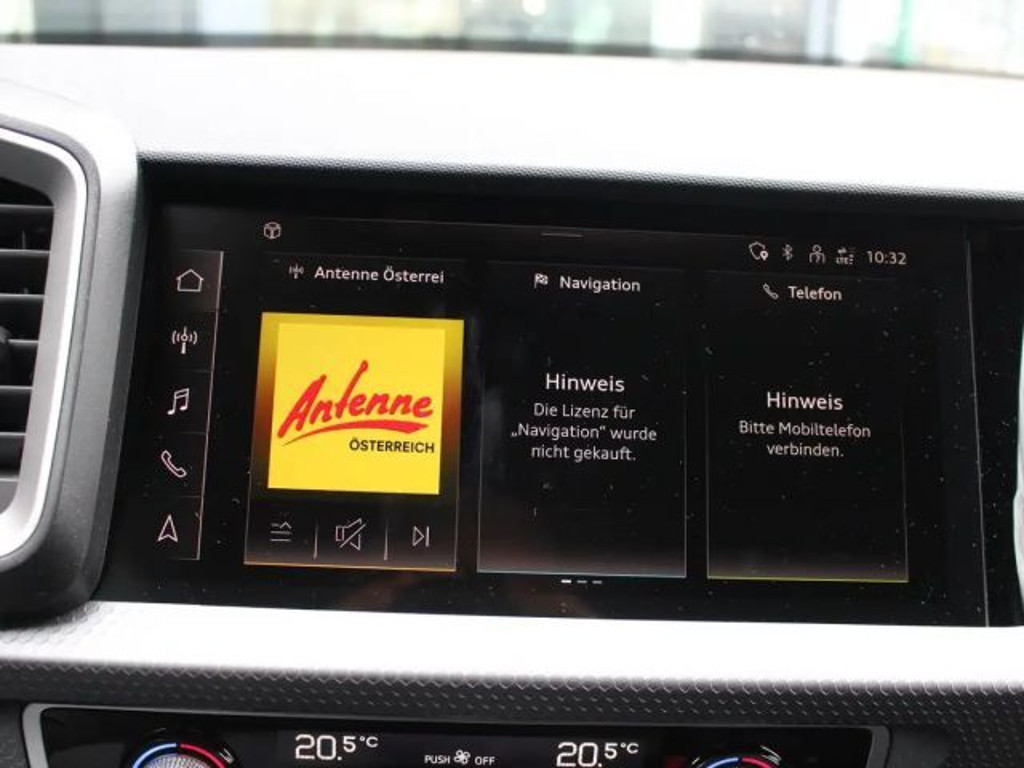 10:32
Antenne Österrei
Navigation
Telefon
Antenne
ÖSTERREICH
Hinweis
Die Lizenz für
„Navigation“ wurde
nicht gekauft.
Hinweis
Bitte Mobiltelefon
verbinden.
20.5°C
PUSH OFF
20.5°C